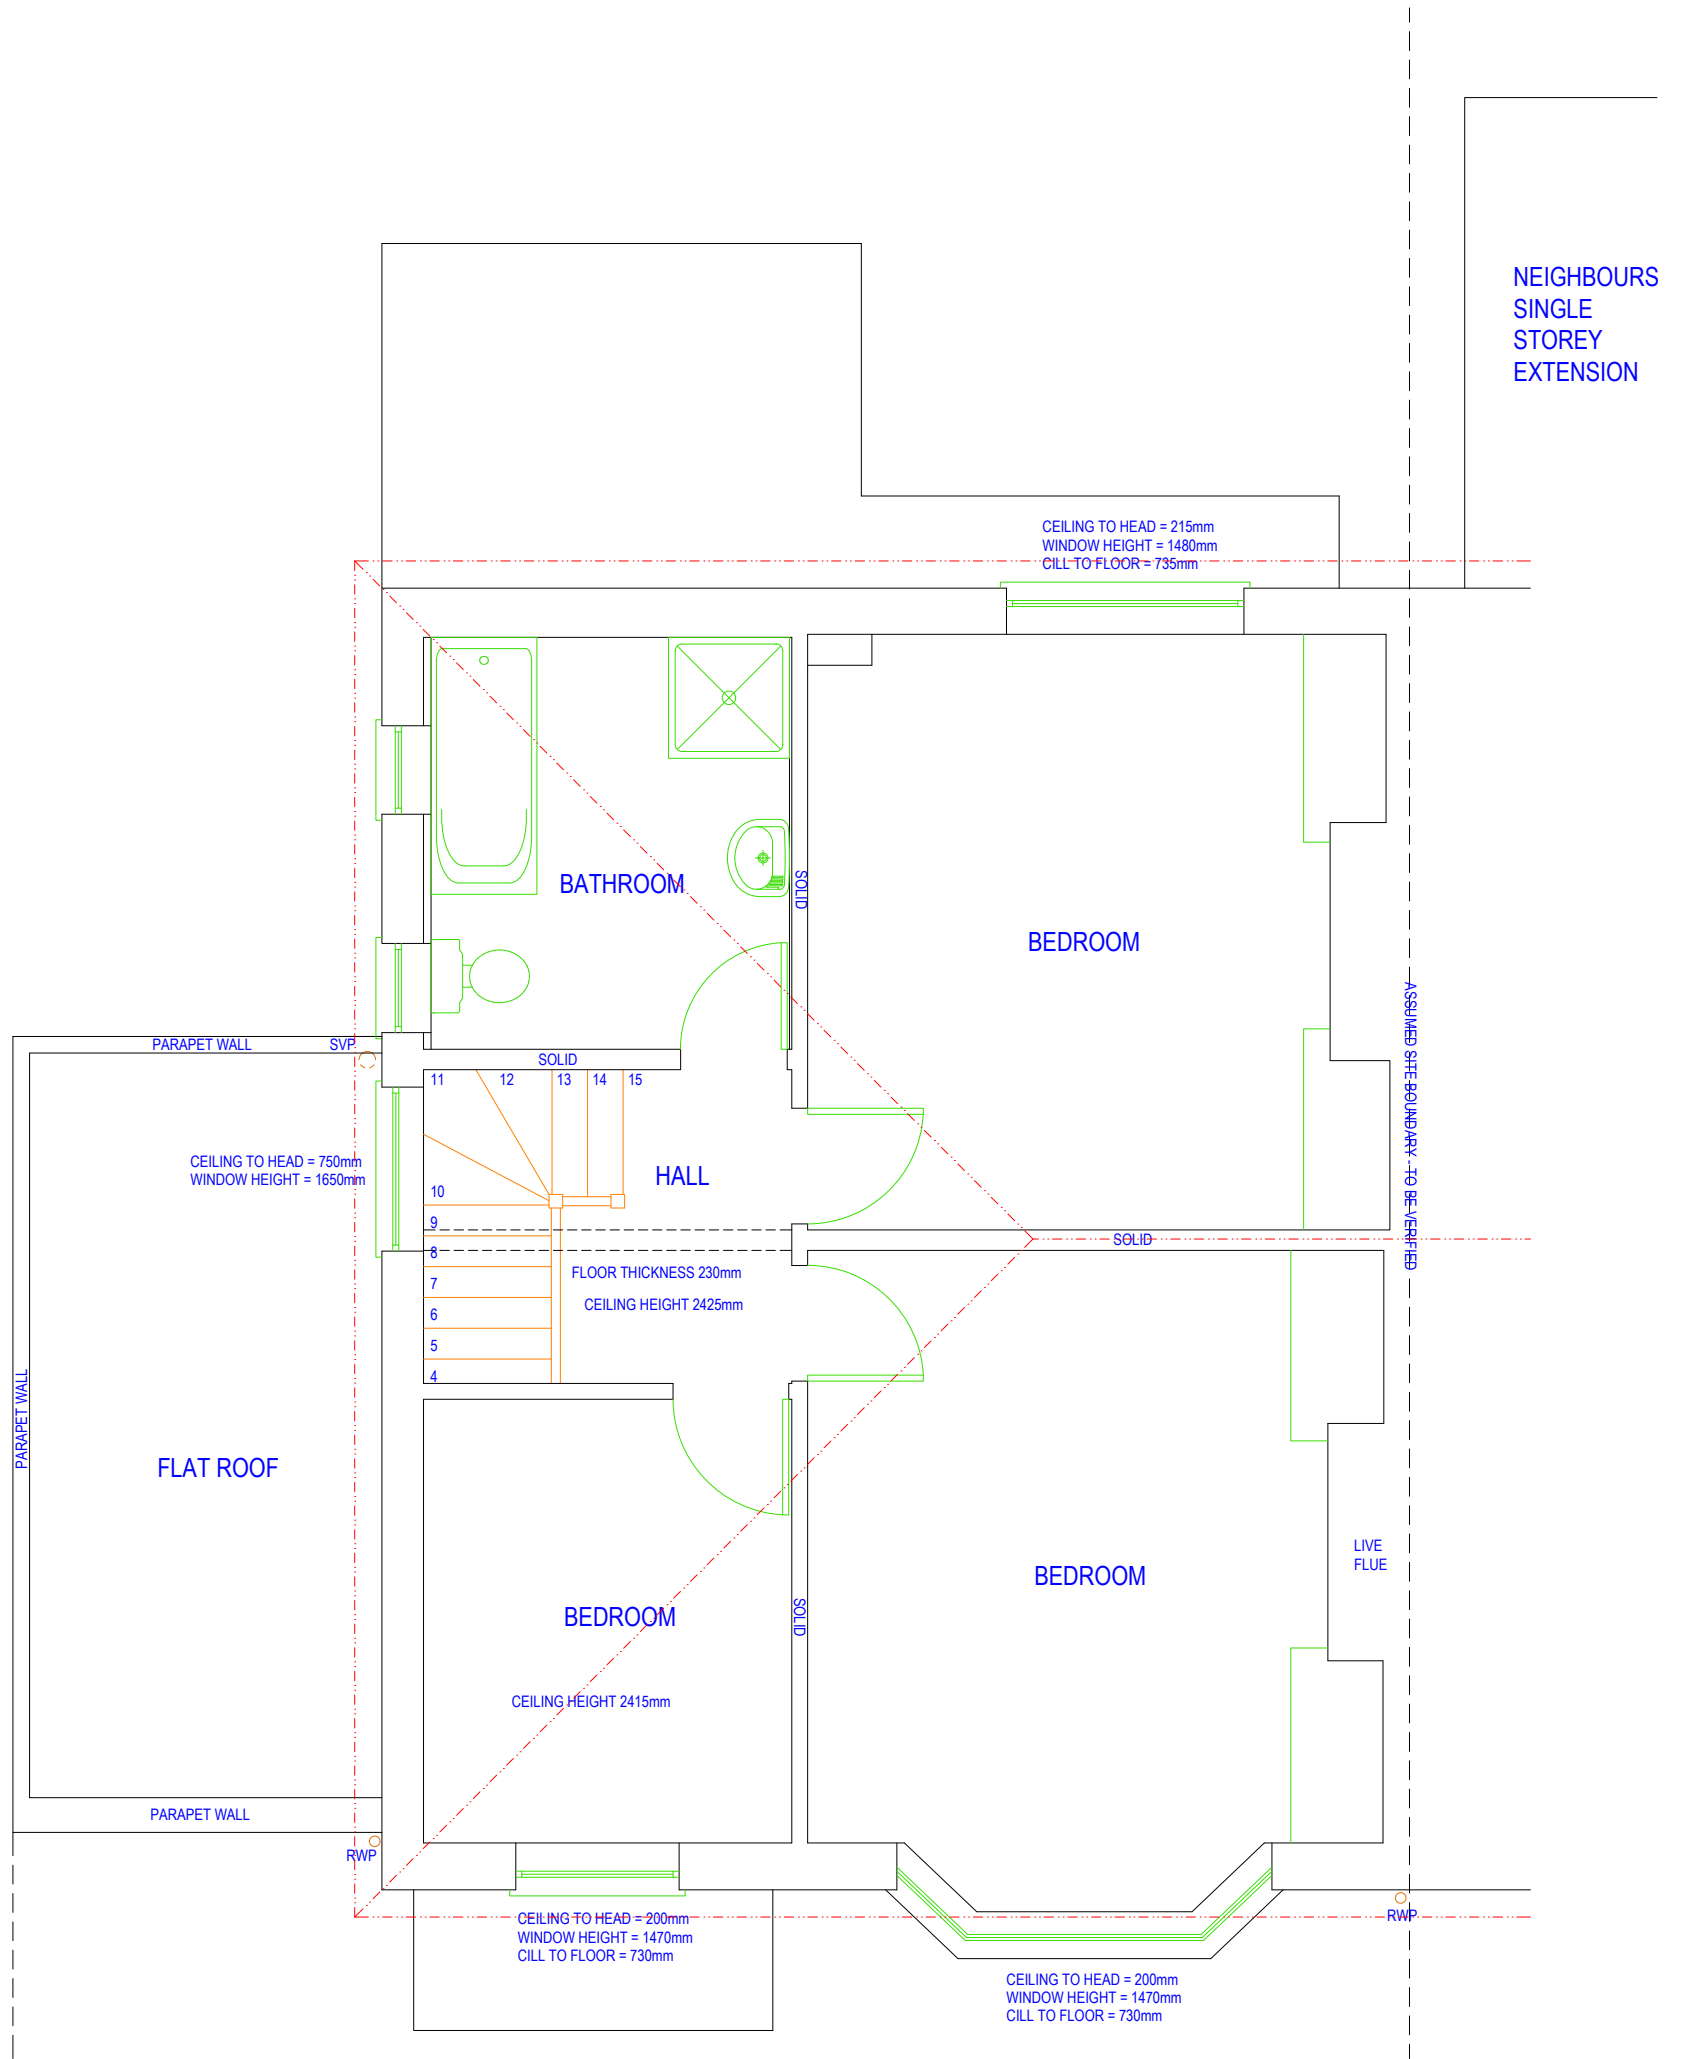 NEIGHBOURS
SINGLE
STOREY
EXTENSION
CEILING TO HEAD = 215mm
WINDOW HEIGHT = 1480mm
CILL TO FLOOR = 735mm
BATHROOM
SOLID
BEDROOM
ASSUMED SITE BOUNDARY - TO BE VERIFIED
PARAPET WALL
SVP
SOLID
11
12
13
14
15
CEILING TO HEAD = 750mm
WINDOW HEIGHT = 1650mm
HALL
10
9
8
7
6
5
4
SOLID
FLOOR THICKNESS 230mm
CEILING HEIGHT 2425mm
PARAPET WALL
FLAT ROOF
LIVE
FLUE
BEDROOM
BEDROOM
SOLID
CEILING HEIGHT 2415mm
PARAPET WALL
RWP
RWP
CEILING TO HEAD = 200mm
WINDOW HEIGHT = 1470mm
CILL TO FLOOR = 730mm
CEILING TO HEAD = 200mm
WINDOW HEIGHT = 1470mm
CILL TO FLOOR = 730mm